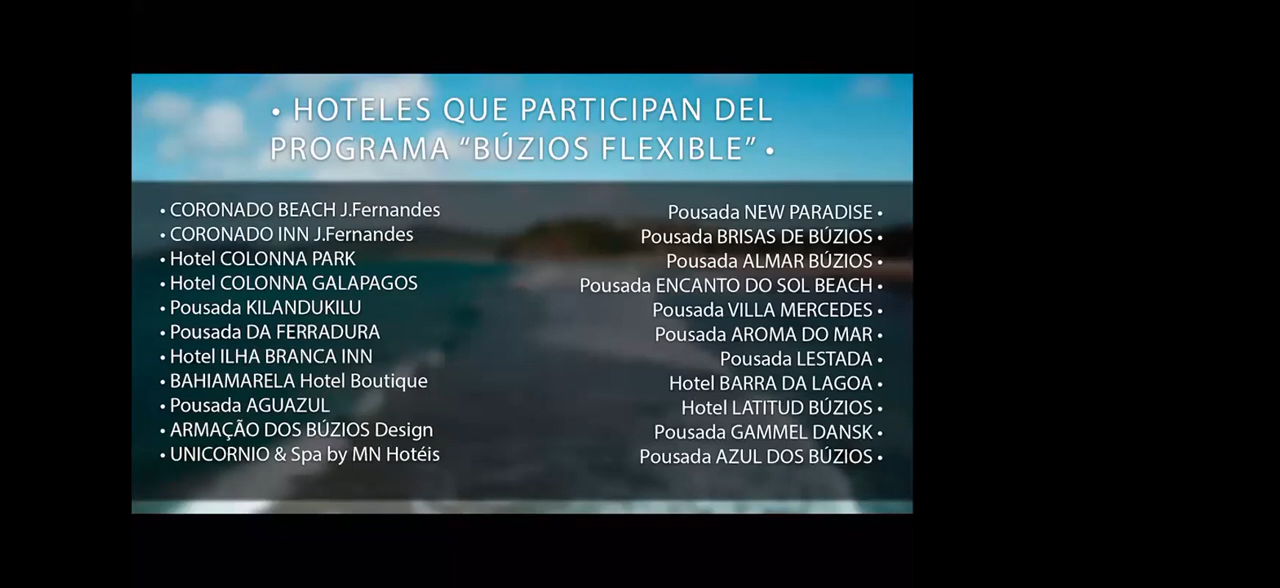 • HOTELES QUE PARTICIPAN DEL
PROGRAMA “BÚZIOS FLEXIBLE” •
• CORONADO BEACH J.Fernandes
• CORONADO INN J.Fernandes
• Hotel COLONNA PARK
• Hotel COLONNA GALAPAGOS
• Pousada KILANDUKILU
• Pousada DA FERRADURA
• Hotel ILHA BRANCA INN
• BAHIAMARELA Hotel Boutique
• Pousada AGUAZUL
• ARMAÇÃO DOS BÚZIOS Design
• UNICORNIO & Spa by MN Hotéis
Pousada NEW PARADISE •
Pousada BRISAS DE BÚZIOS •
Pousada ALMAR BÚZIOS •
Pousada ENCANTO DO SOL BEACH •
Pousada VILLA MERCEDES •
Pousada AROMA DO MAR •
Pousada LESTADA •
Hotel BARRA DA LAGOA •
Hotel LATITUD BÚZIOS •
Pousada GAMMEL DANSK •
Pousada AZUL DOS BÚZIOS •